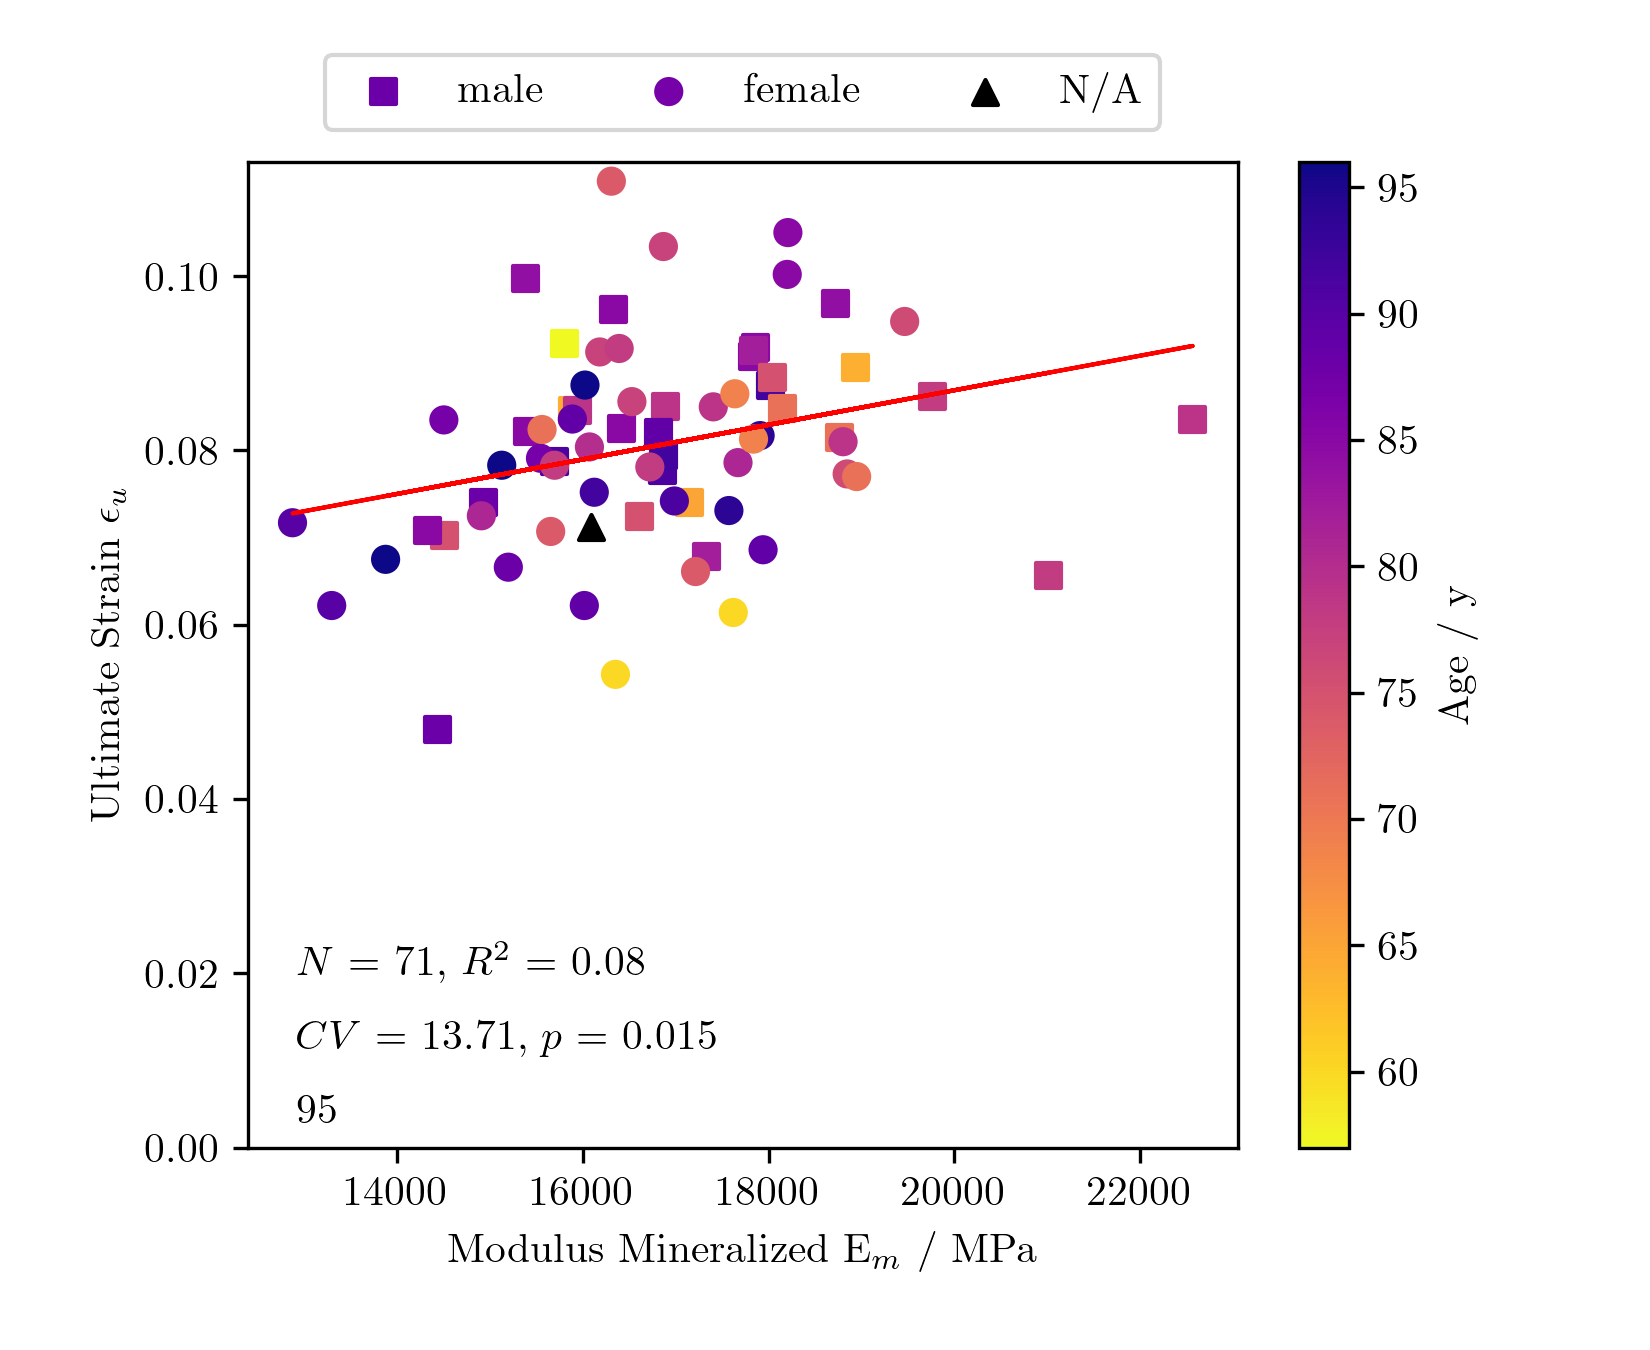 male female N/A
0.10
0.08
0.06
0.04
0.02
0.00
Ultimate Strain ϵᵤ
N = 71, R² = 0.08
CV = 13.71, p = 0.015
95
14000 16000 18000 20000 22000
Modulus Mineralized Eₘ / MPa
95
90
85
80
75
70
65
60
Age / y